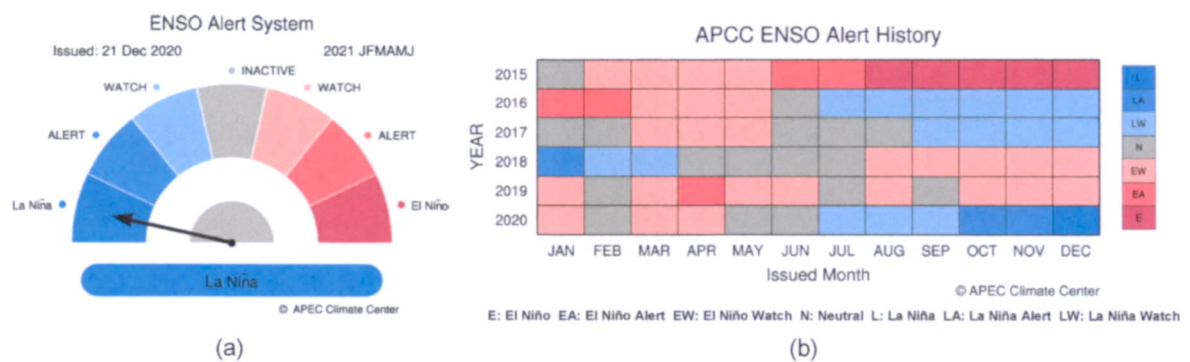 (a)
ENSO Alert System
Issued: 21 Dec 2020
2021 JFMAMJ
INACTIVE
WATCH
WATCH
ALERT
ALERT
La Niña
El Niño
La Niña
© APEC Climate Center
(a)
APCC ENSO Alert History
YEAR
2015
2016
2017
2018
2019
2020
JAN FEB MAR APR MAY JUN JUL AUG SEP OCT NOV DEC
Issued Month
L
LA
LW
N
EW
EA
E
© APEC Climate Center
E: El Niño EA: El Niño Alert EW: El Niño Watch N: Neutral L: La Niña LA: La Niña Alert LW: La Niña Watch
(b)